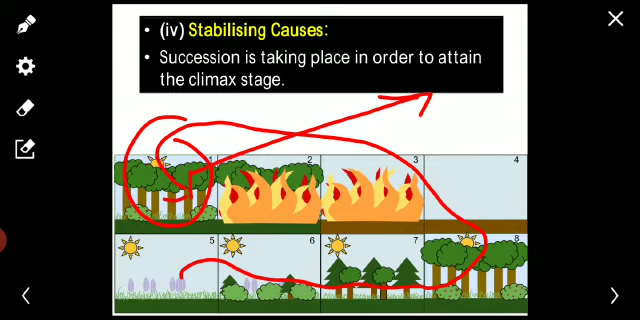 • (iv) Stabilising Causes:
• Succession is taking place in order to attain
the climax stage.
1
2
3
4
5
6
7
8